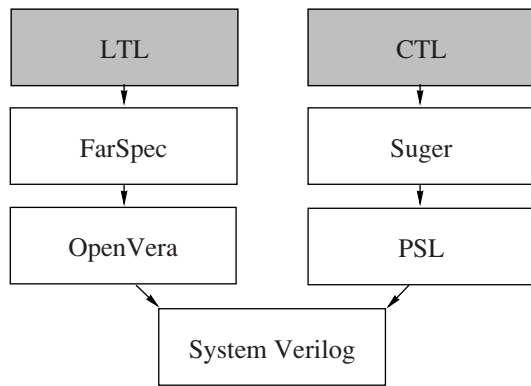 LTL
CTL
FarSpec
Suger
OpenVera
PSL
System Verilog